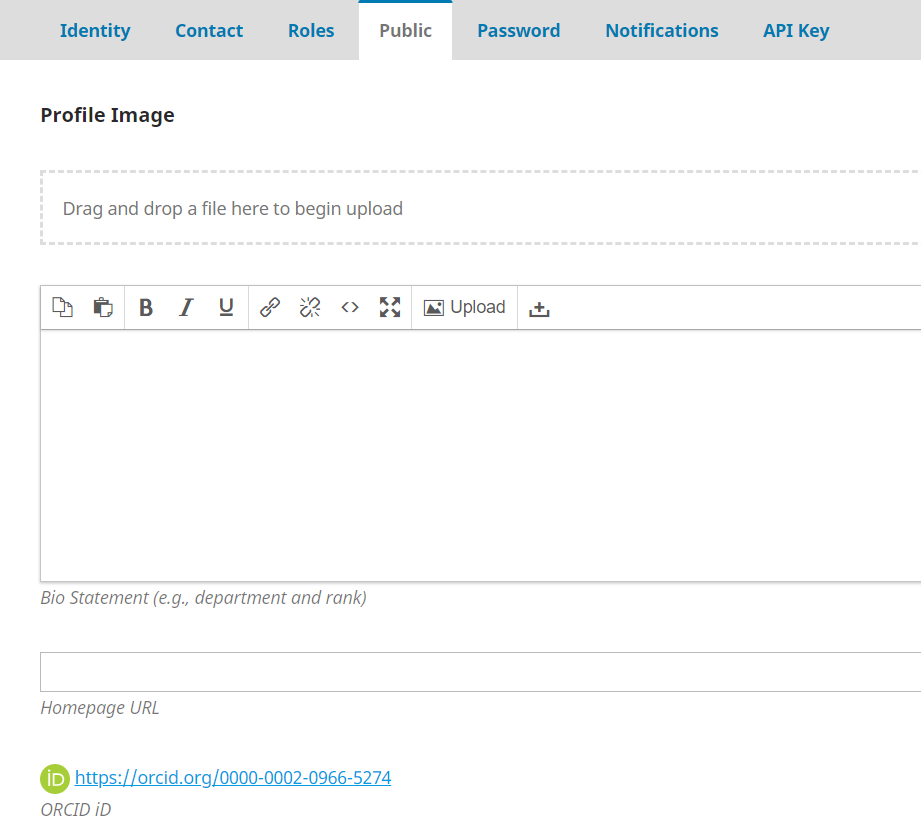 Identity Contact Roles Public Password Notifications API Key
Profile Image
Drag and drop a file here to begin upload
B I U <> Upload
Bio Statement (e.g., department and rank)
Homepage URL
iD https://orcid.org/0000-0002-0966-5274
ORCID iD